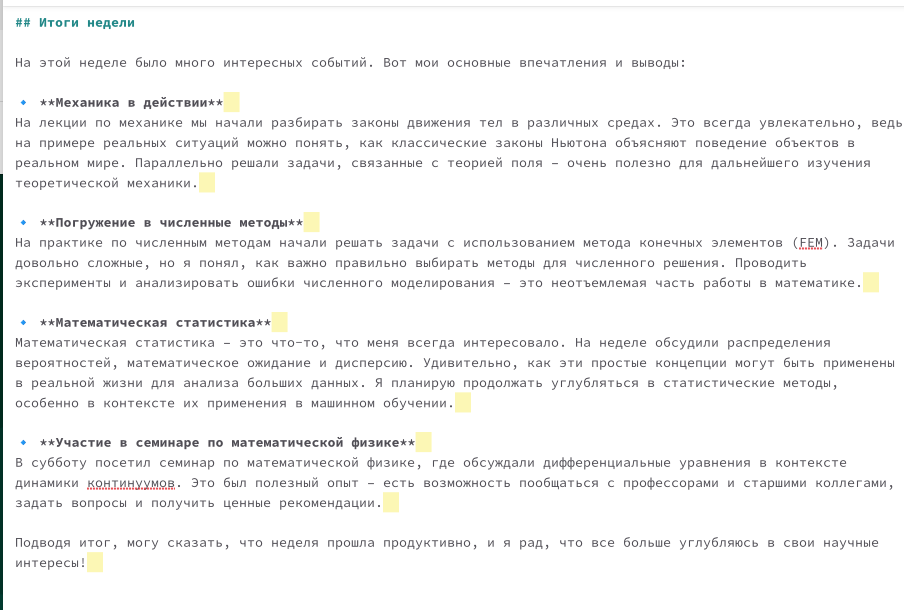 ## Итоги недели
На этой неделе было много интересных событий. Вот мои основные впечатления и выводы:
🔹 **Механика в действии**
На лекции по механике мы начали разбирать законы движения тел в различных средах. Это всегда увлекательно, ведь
на примере реальных ситуаций можно понять, как классические законы Ньютона объясняют поведение объектов в
реальном мире. Параллельно решали задачи, связанные с теорией поля – очень полезно для дальнейшего изучения
теоретической механики.
🔹 **Погружение в численные методы**
На практике по численным методам начали решать задачи с использованием метода конечных элементов (FEM). Задачи
довольно сложные, но я понял, как важно правильно выбирать методы для численного решения. Проводить
эксперименты и анализировать ошибки численного моделирования – это неотъемлемая часть работы в математике.
🔹 **Математическая статистика**
Математическая статистика – это что-то, что меня всегда интересовало. На неделе обсудили распределения
вероятностей, математическое ожидание и дисперсию. Удивительно, как эти простые концепции могут быть применены
в реальной жизни для анализа больших данных. Я планирую продолжать углубляться в статистические методы,
особенно в контексте их применения в машинном обучении.
🔹 **Участие в семинаре по математической физике**
В субботу посетил семинар по математической физике, где обсуждали дифференциальные уравнения в контексте
динамики континуумов. Это был полезный опыт – есть возможность пообщаться с профессорами и старшими коллегами,
задать вопросы и получить ценные рекомендации.
Подводя итог, могу сказать, что неделя прошла продуктивно, и я рад, что все больше углубляюсь в свои научные
интересы!